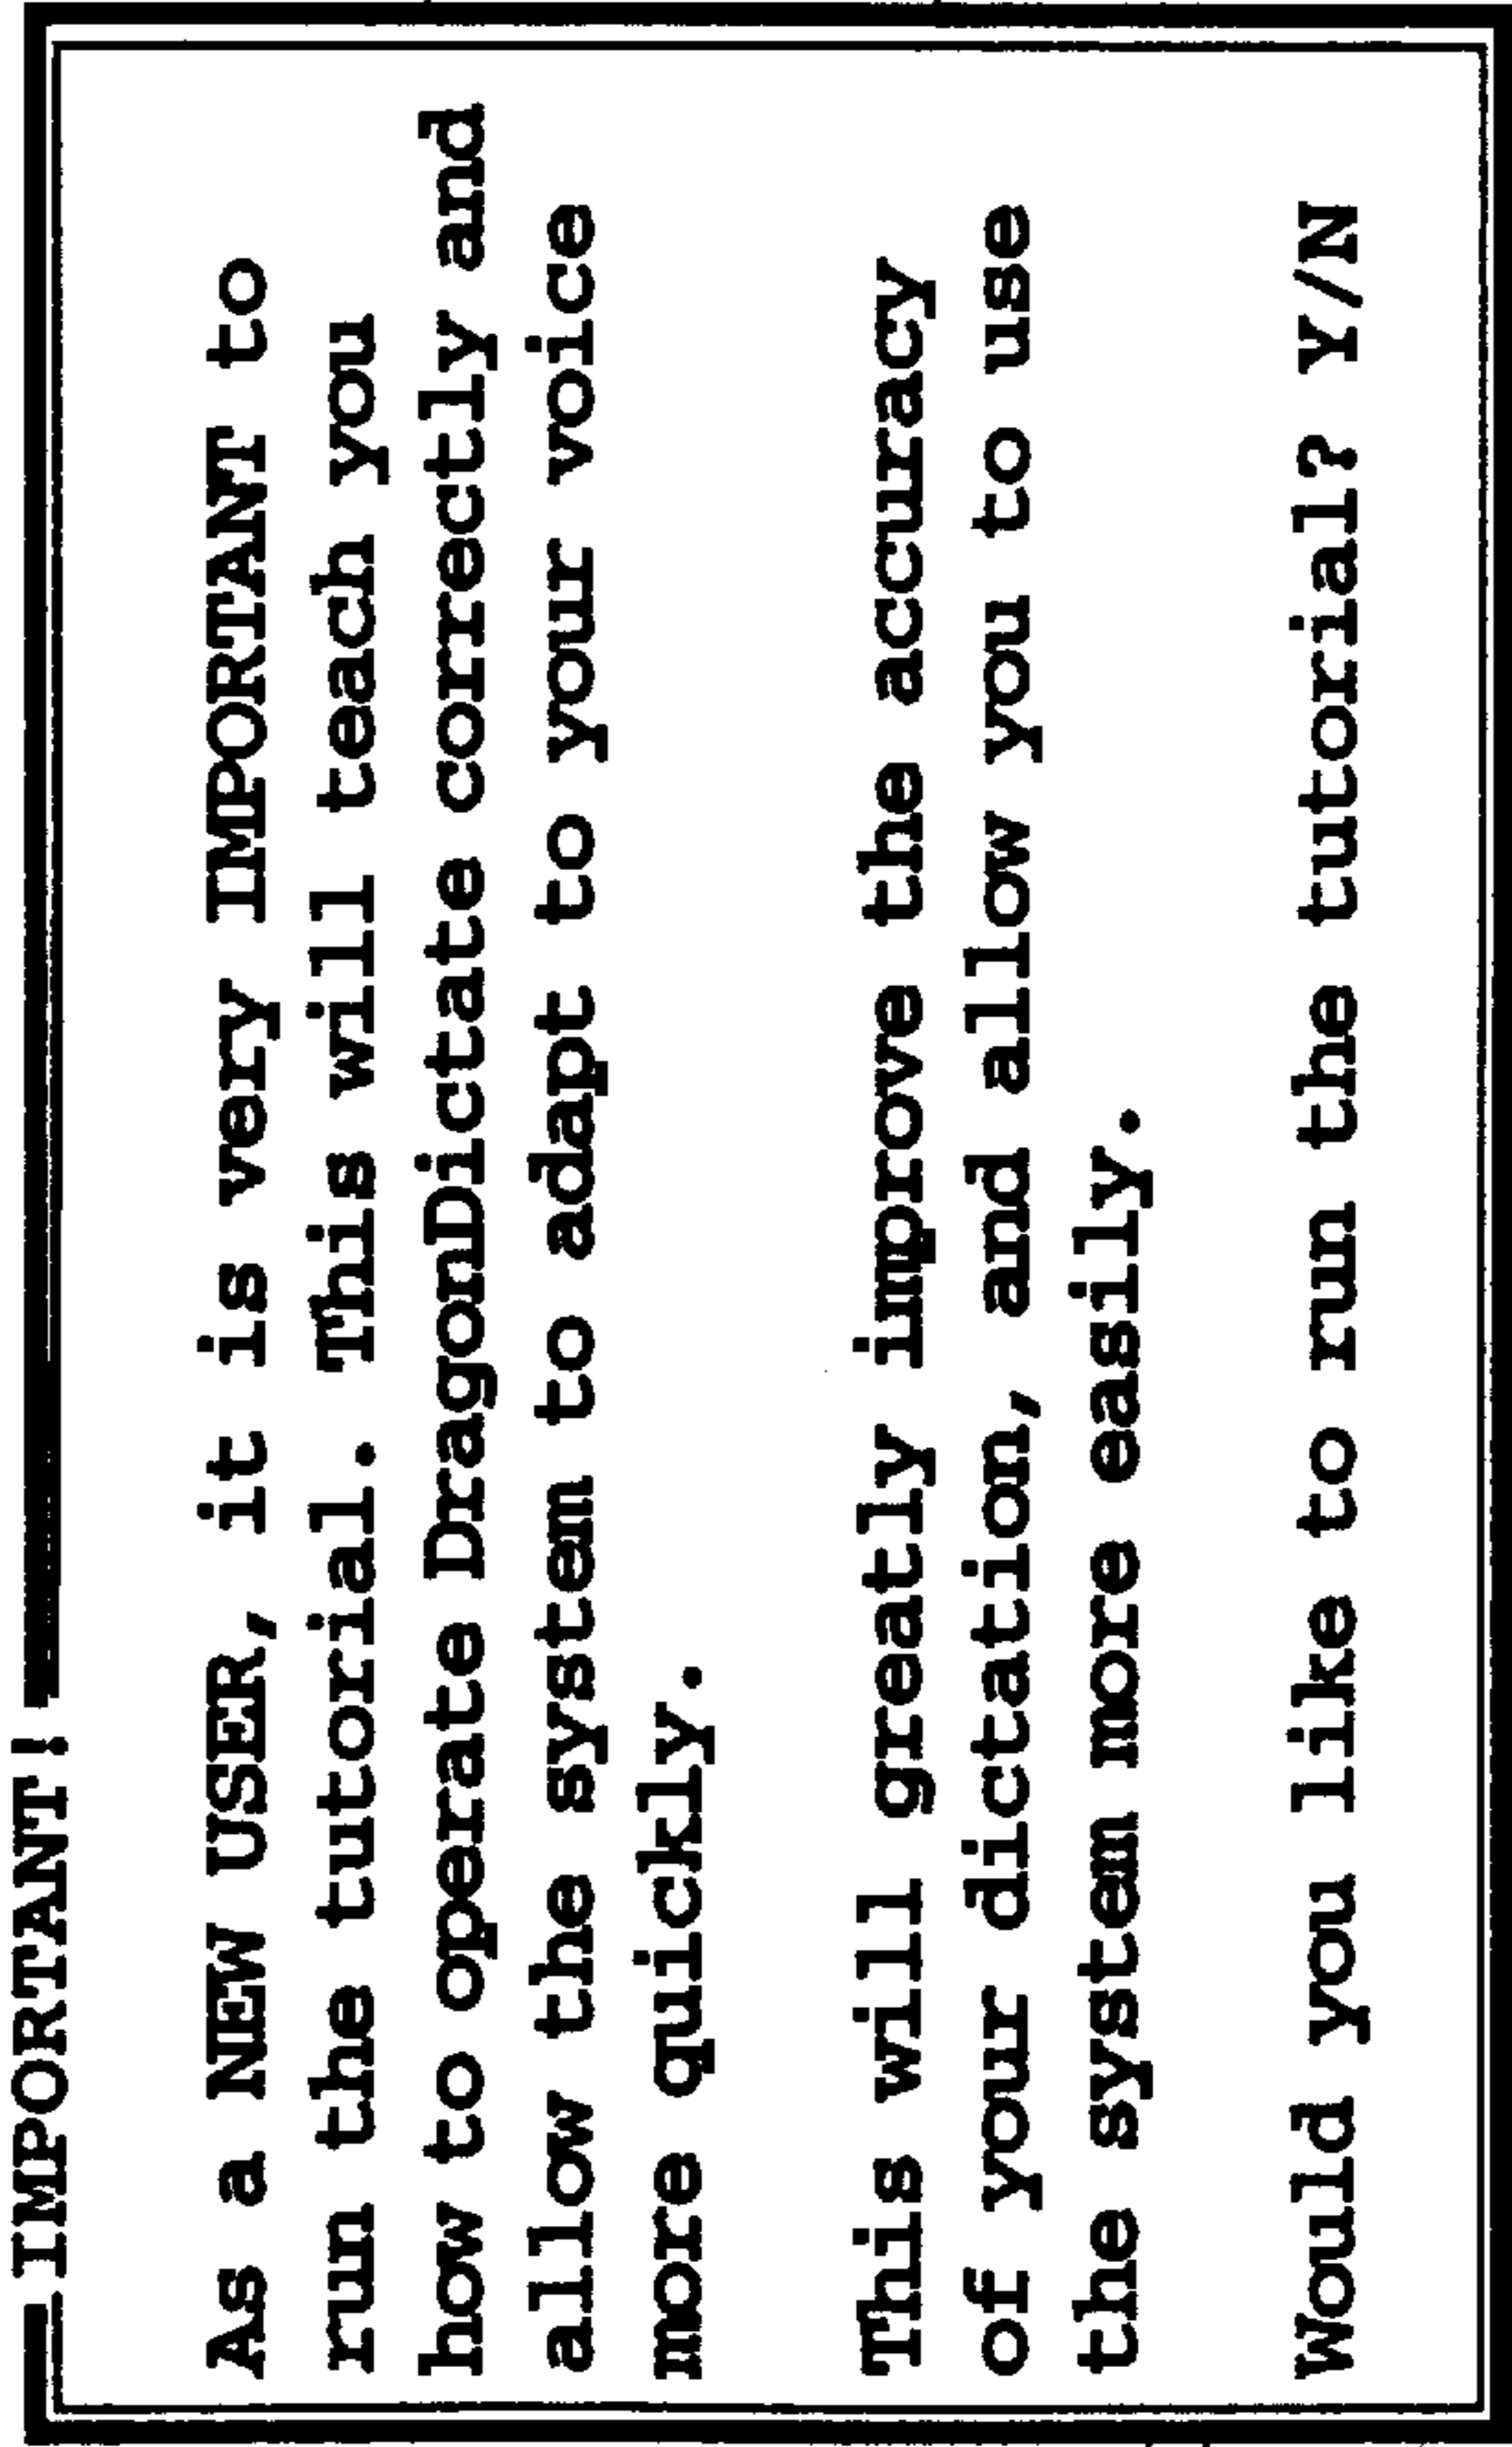 IMPORTANT!
As a NEW USER, it is very IMPORTANT to
run the tutorial. This will teach you
how to operate DragonDictate correctly and
allow the system to adapt to your voice
more quickly.
This will greatly improve the accuracy
of your dictation, and allow you to use
the system more easily.
Would you like to run the tutorial? Y/N